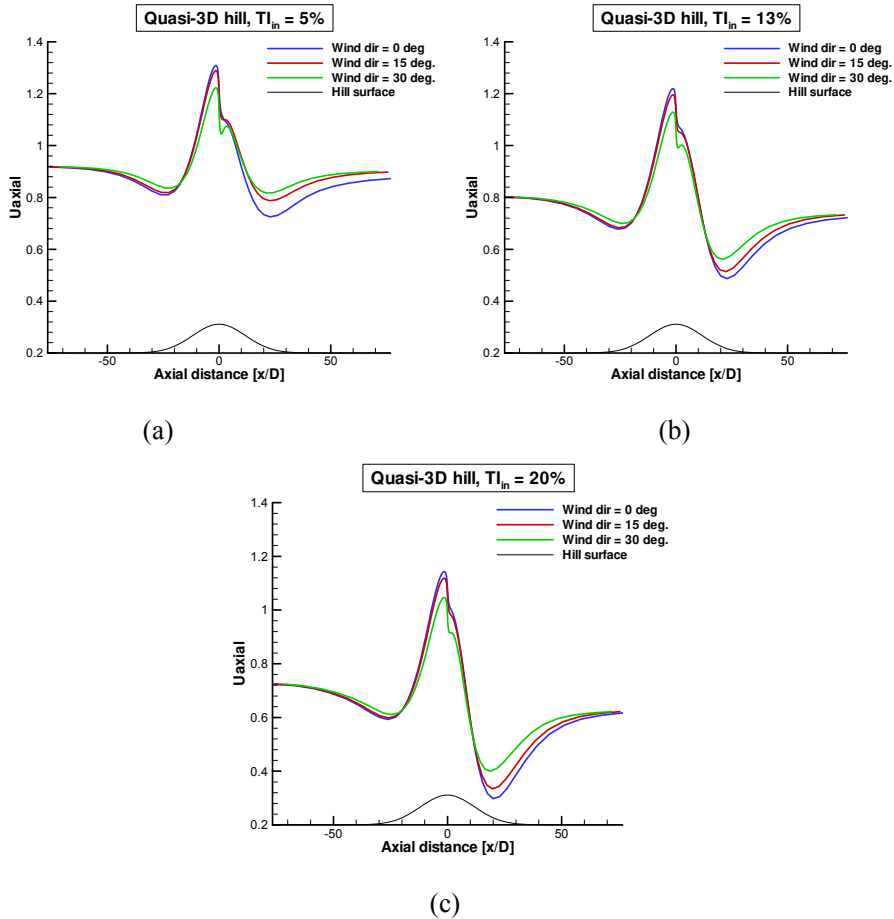 Quasi-3D hill, TIin = 5%
1.4
1.2
1
0.8
0.6
0.4
0.2
Uaxial
Wind dir = 0 deg
Wind dir = 15 deg.
Wind dir = 30 deg.
Hill surface
-50 0 50
Axial distance [x/D]
(a)
Quasi-3D hill, TIin = 13%
1.4
1.2
1
0.8
0.6
0.4
0.2
Uaxial
Wind dir = 0 deg
Wind dir = 15 deg.
Wind dir = 30 deg.
Hill surface
-50 0 50
Axial distance [x/D]
(b)
Quasi-3D hill, TIin = 20%
1.4
1.2
1
0.8
0.6
0.4
0.2
Uaxial
Wind dir = 0 deg
Wind dir = 15 deg.
Wind dir = 30 deg.
Hill surface
-50 0 50
Axial distance [x/D]
(c)